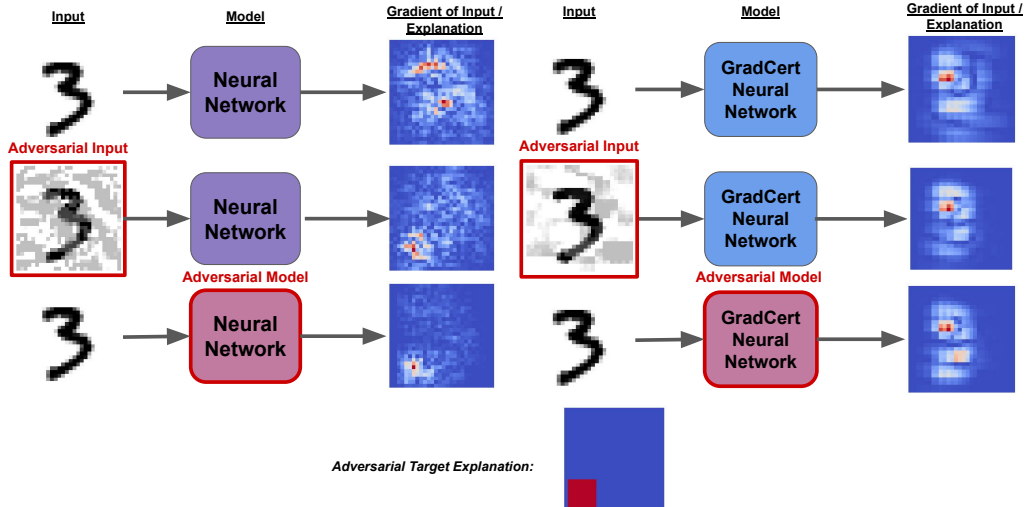 Input
Model
Gradient of Input /
Explanation
Input
Model
Gradient of Input /
Explanation
Neural
Network
GradCert
Neural
Network
Adversarial Input
Adversarial Input
Neural
Network
GradCert
Neural
Network
Adversarial Model
Adversarial Model
Neural
Network
GradCert
Neural
Network
Adversarial Target Explanation: